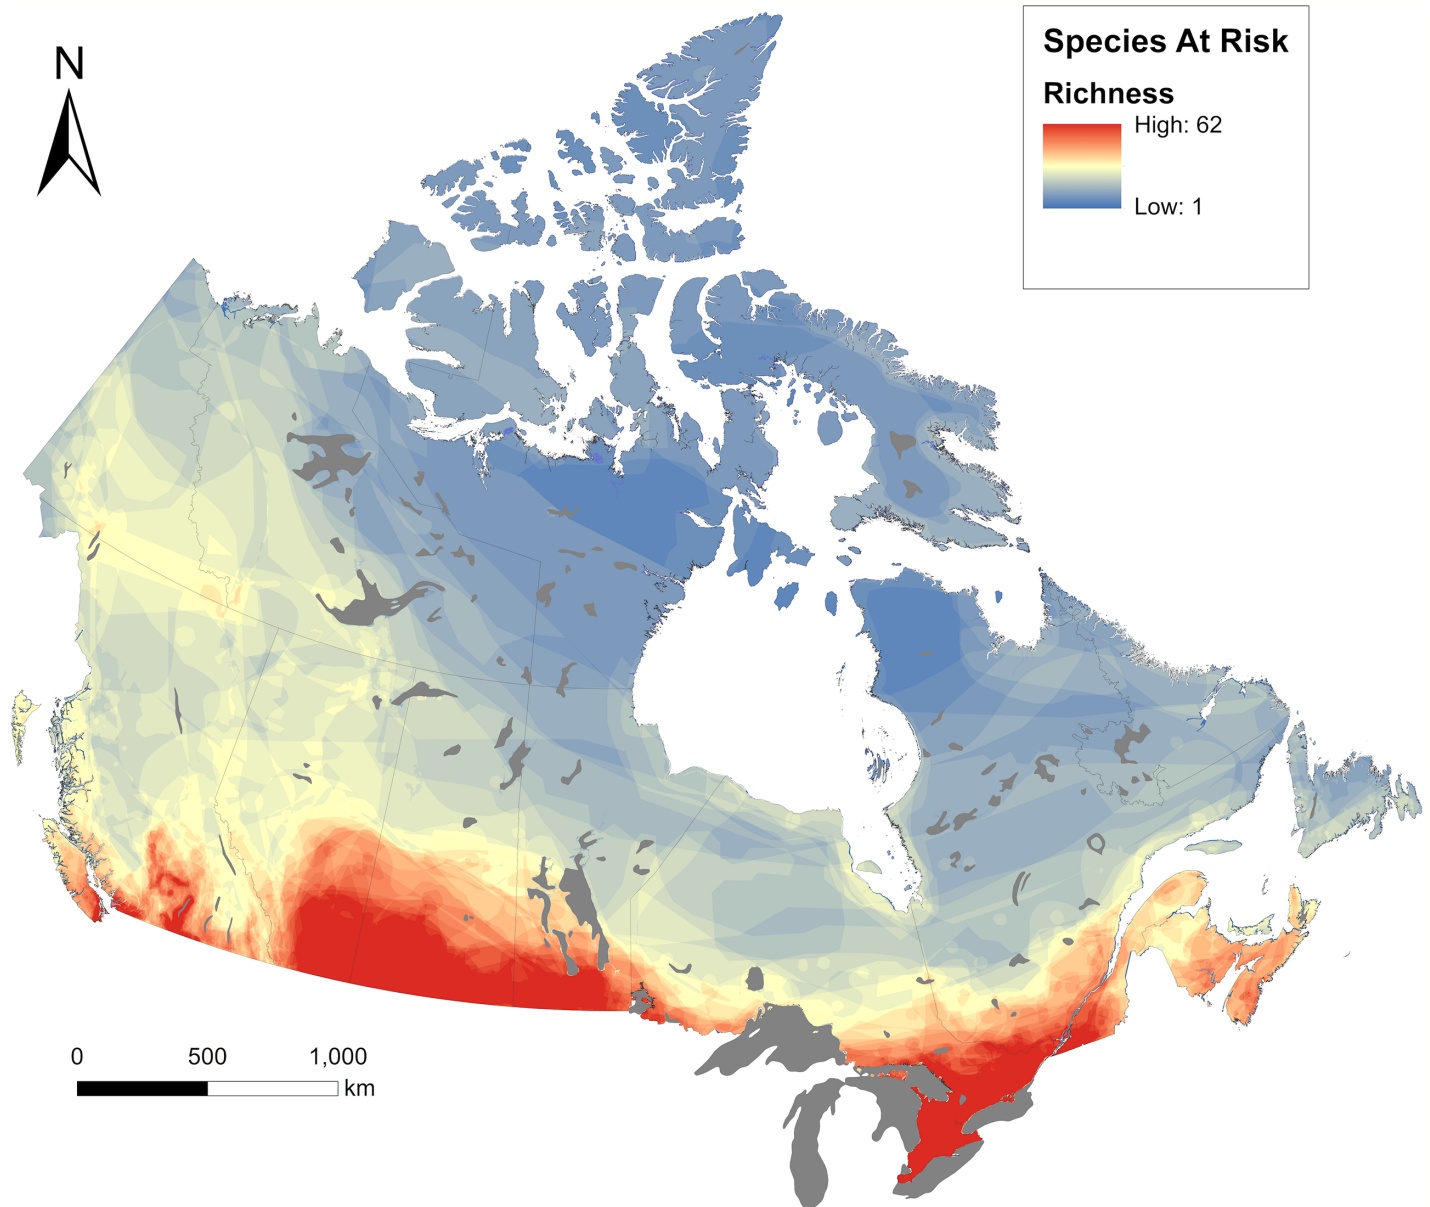 N
Species At Risk
Richness
High: 62
Low: 1
0 500 1,000
km